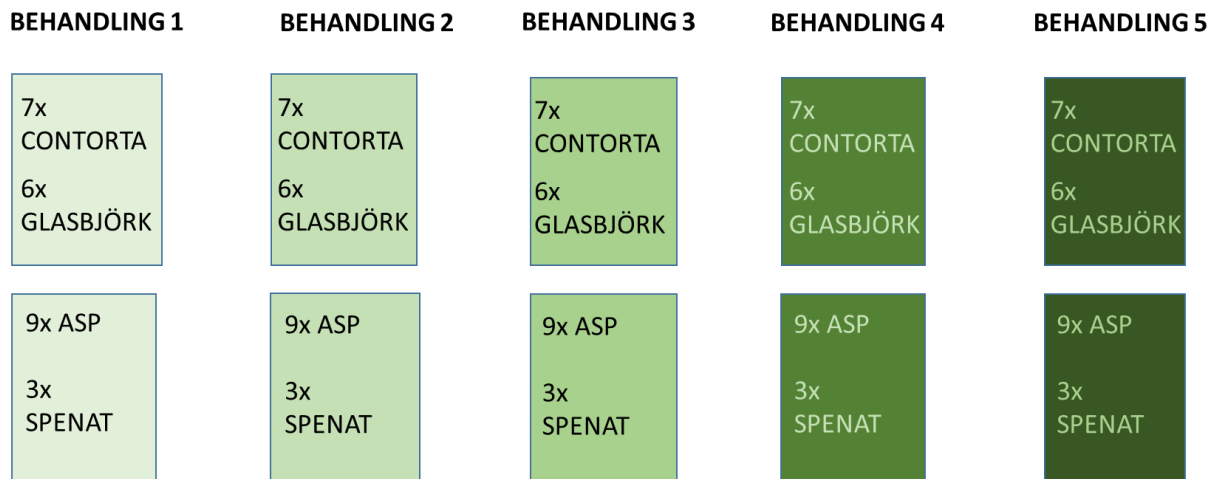 BEHANDLING 1
BEHANDLING 2
BEHANDLING 3
BEHANDLING 4
BEHANDLING 5
7x
CONTORTA
6x
GLASBJÖRK
7x
CONTORTA
6x
GLASBJÖRK
7x
CONTORTA
6x
GLASBJÖRK
7x
CONTORTA
6x
GLASBJÖRK
7x
CONTORTA
6x
GLASBJÖRK
9x ASP
3x
SPENAT
9x ASP
3x
SPENAT
9x ASP
3x
SPENAT
9x ASP
3x
SPENAT
9x ASP
3x
SPENAT